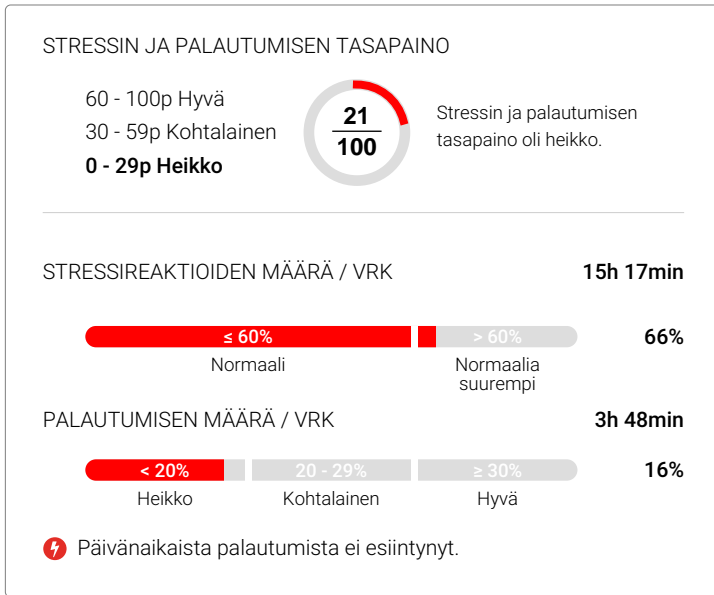 STRESSIN JA PALAUTUMISEN TASAPAINO
60 - 100p Hyvä
30 - 59p Kohtalainen
0 - 29p Heikko
21
100
Stressin ja palautumisen
tasapaino oli heikko.
STRESSIREAKTIOIDEN MÄÄRÄ / VRK 15h 17min
≤ 60% > 60% 66%
Normaali Normaalia
suurempi
PALAUTUMISEN MÄÄRÄ / VRK 3h 48min
< 20% 20 - 29% ≥ 30% 16%
Heikko Kohtalainen Hyvä
Päivänaikaista palautumista ei esiintynyt.